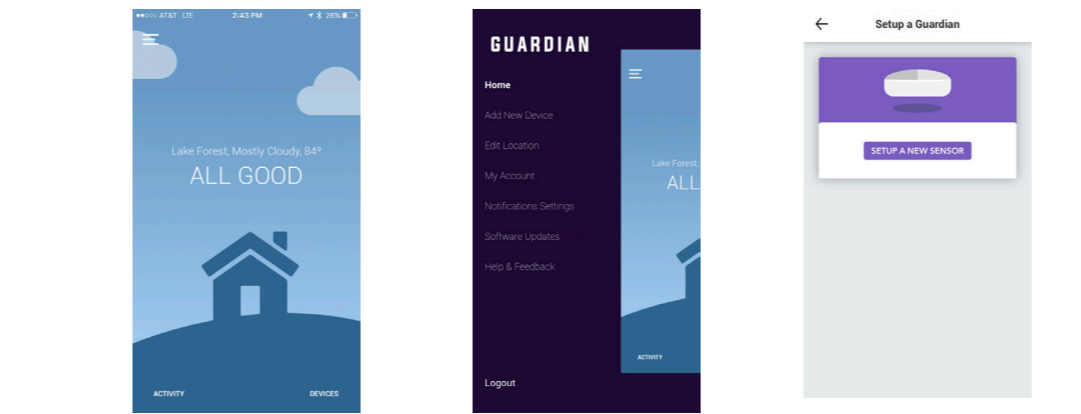 AT&T LTE 2:43 PM 26%
Lake Forest, Mostly Cloudy, 84°
ALL GOOD
ACTIVITY DEVICES
GUARDIAN
Home
Add New Device
Edit Location
My Account
Notifications Settings
Software Updates
Help & Feedback
Logout
Lake Forest,
ALL
ACTIVITY
Setup a Guardian
SETUP A NEW SENSOR